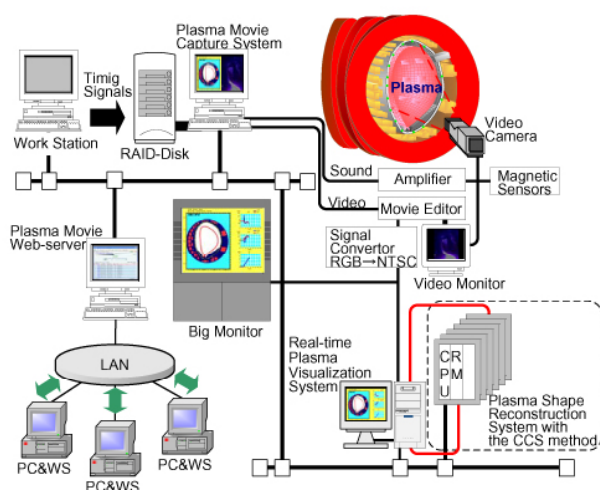 Plasma Movie
Capture System
Timig
Signals
Plasma
Video
Camera
Work Station
RAID-Disk
Sound
Amplifier
Magnetic
Sensors
Video
Movie Editor
Plasma Movie
Web-server
Signal
Convertor
RGB→NTSC
Video Monitor
Big Monitor
Real-time
Plasma
Visualization
System
LAN
C R
P M
U
Plasma Shape
Reconstruction
System with
the CCS method
PC&WS
PC&WS
PC&WS